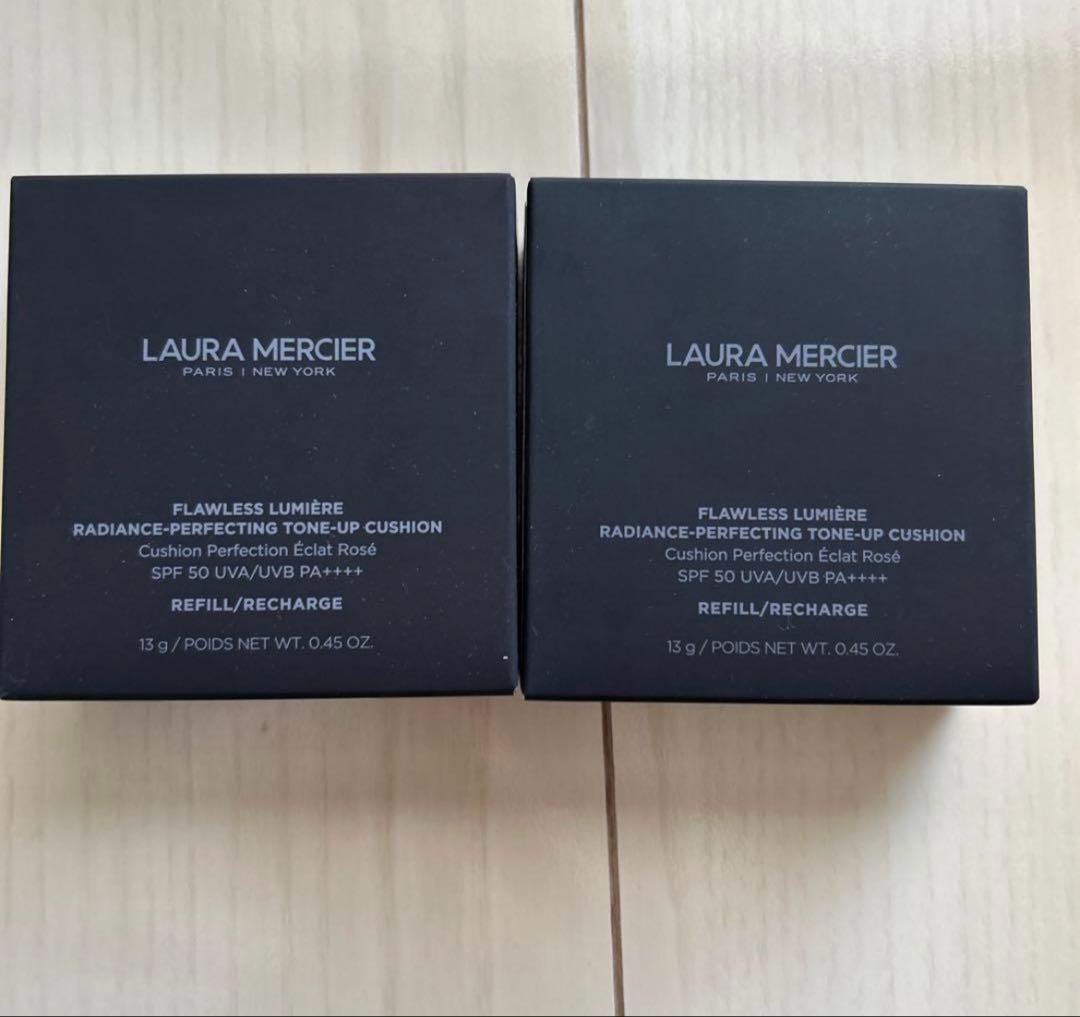 LAURA MERCIER
PARIS | NEW YORK
FLAWLESS LUMIÈRE
RADIANCE-PERFECTING TONE-UP CUSHION
Cushion Perfection Éclat Rosé
SPF 50 UVA/UVB PA++++
REFILL/RECHARGE
13 g / POIDS NET WT. 0.45 OZ.
LAURA MERCIER
PARIS | NEW YORK
FLAWLESS LUMIÈRE
RADIANCE-PERFECTING TONE-UP CUSHION
Cushion Perfection Éclat Rosé
SPF 50 UVA/UVB PA++++
REFILL/RECHARGE
13 g / POIDS NET WT. 0.45 OZ.